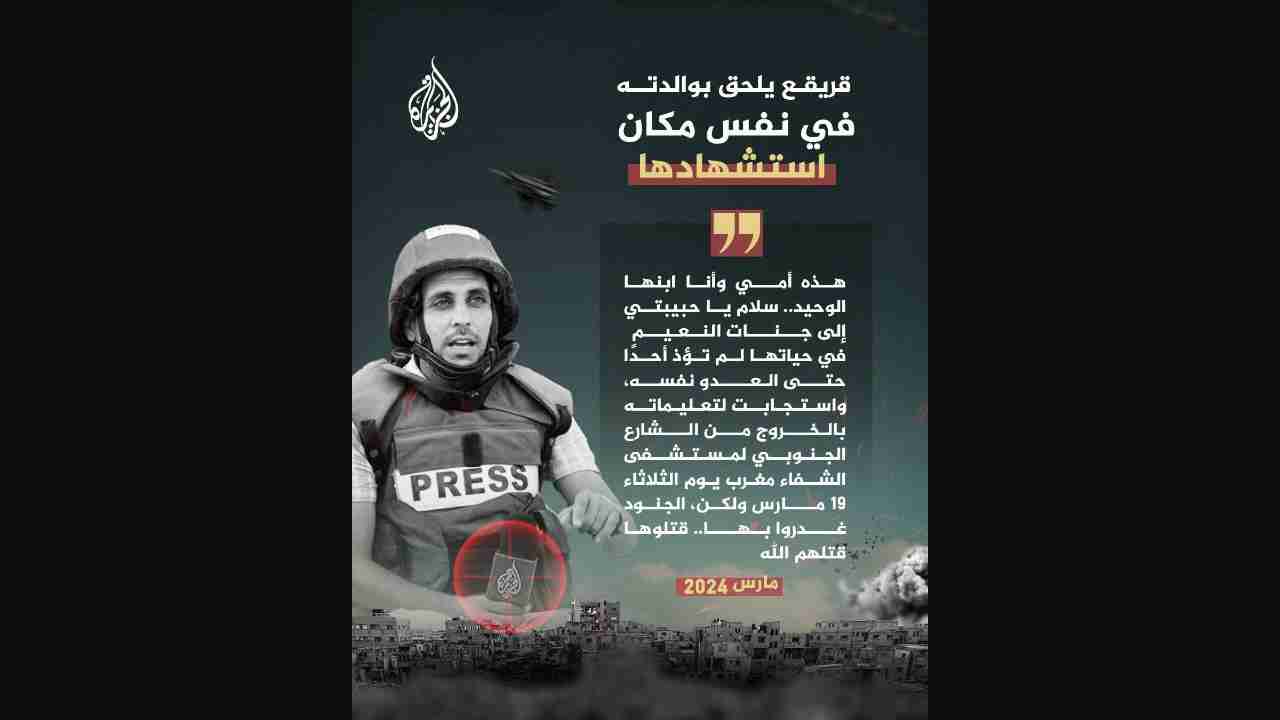 الجزيرة
قريقع يلحق بوالدته
في نفس مكان
استشهادها
هذه أمي وأنا ابنها
الوحيد.. سلام يا حبيبتي
إلى جنات النعيم
في حياتها لم تؤذ أحدًا
حتى العدو نفسه،
واستجابت لتعليماته
بالخروج من الشارع
الجنوبي لمستشفى
الشفاء مغرب يوم الثلاثاء
19 مارس ولكن، الجنود
غدروا بها.. قتلوها
قتلهم الله
مارس 2024
PRESS